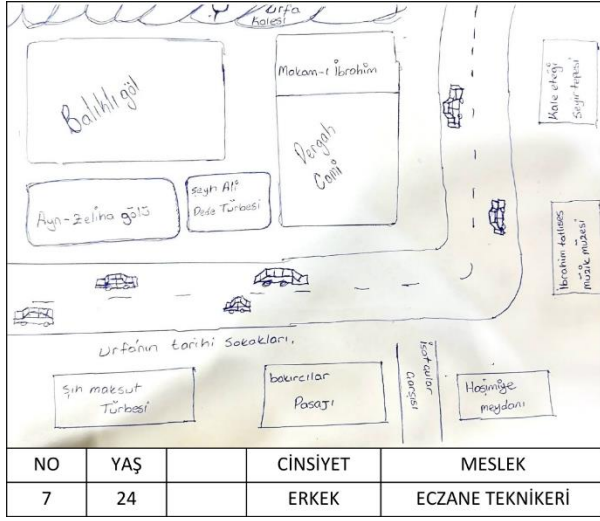 Urfa
Kalesi
Balıklı göl
Makam-ı İbrahim
Dergah
Cami
Kale eteği
Seyir tepesi
Ayn-Zeliha gölü
Şeyh Ali
Dede Türbesi
İbrahim tatlıses
müzik müzesi
Urfa'nın tarihi Sokakları.
Şıh maksut
Türbesi
bakırcılar
Pasajı
isotçular
Çarşısı
Haşimiye
meydanı
NO YAŞ CİNSİYET MESLEK
7 24 ERKEK ECZANE TEKNİKERİ